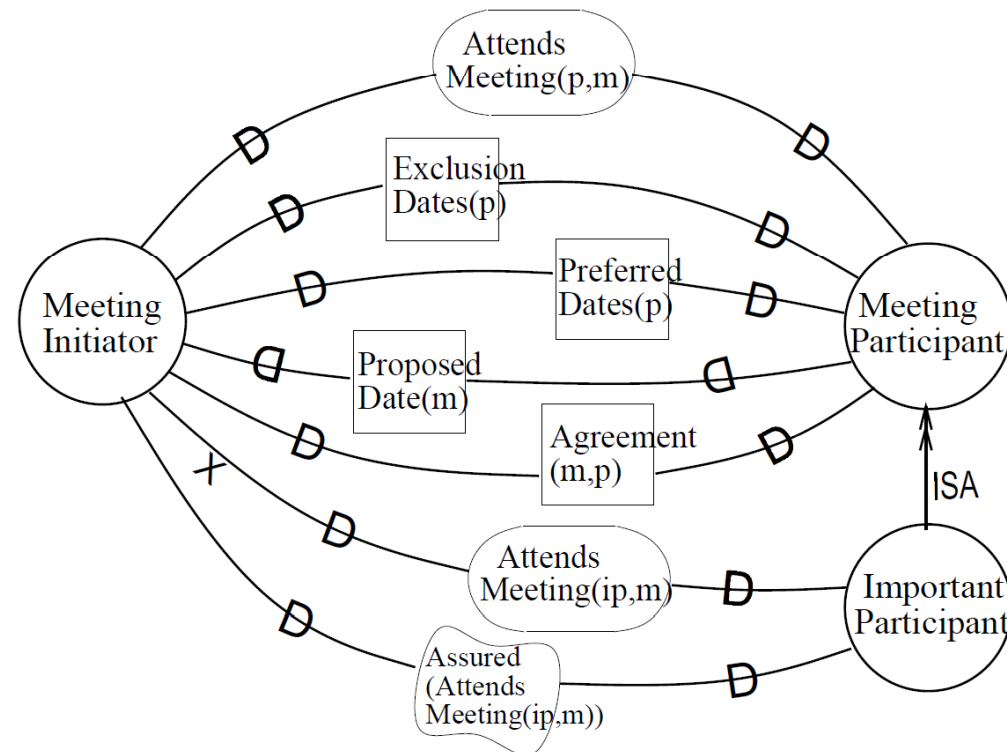 Attends
Meeting(p,m)
D
D
Exclusion
Dates(p)
D
D
Preferred
Dates(p)
D
D
Meeting
Initiator
Meeting
Participant
Proposed
Date(m)
D
D
Agreement
(m,p)
D
D
X
ISA
D
Attends
Meeting(ip,m)
D
Important
Participant
D
Assured
(Attends
Meeting(ip,m))
D